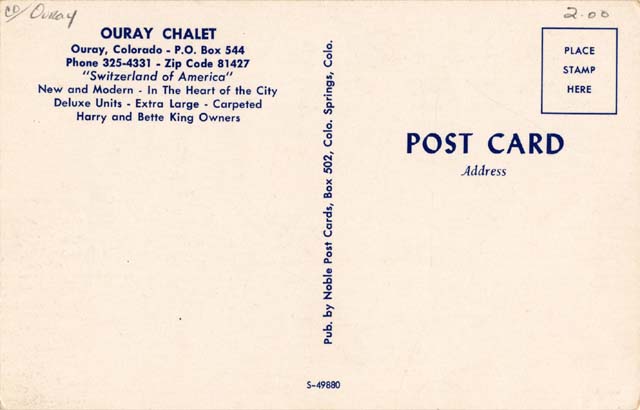 CO/ Ouray
2.00
OURAY CHALET
Ouray, Colorado - P.O. Box 544
Phone 325-4331 - Zip Code 81427
"Switzerland of America"
New and Modern - In The Heart of the City
Deluxe Units - Extra Large - Carpeted
Harry and Bette King Owners
Pub. by Noble Post Cards, Box 502, Colo. Springs, Colo.
PLACE
STAMP
HERE
POST CARD
Address
S-49880